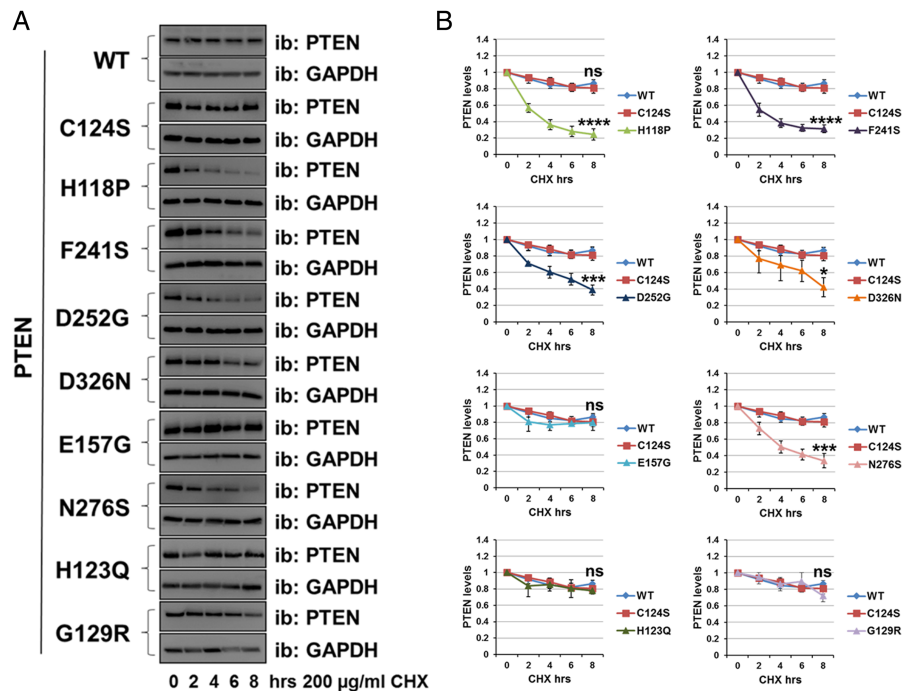 A
PTEN
WT
ib: PTEN
ib: GAPDH
C124S
ib: PTEN
ib: GAPDH
H118P
ib: PTEN
ib: GAPDH
F241S
ib: PTEN
ib: GAPDH
D252G
ib: PTEN
ib: GAPDH
D326N
ib: PTEN
ib: GAPDH
E157G
ib: PTEN
ib: GAPDH
N276S
ib: PTEN
ib: GAPDH
H123Q
ib: PTEN
ib: GAPDH
G129R
ib: PTEN
ib: GAPDH
0 2 4 6 8 hrs 200 µg/ml CHX
B
PTEN levels
1.4
1.2
1
0.8
0.6
0.4
0.2
0
ns
****
0 2 4 6 8
CHX hrs
WT
C124S
H118P
PTEN levels
1.4
1.2
1
0.8
0.6
0.4
0.2
0
****
0 2 4 6 8
CHX hrs
WT
C124S
F241S
PTEN levels
1.4
1.2
1
0.8
0.6
0.4
0.2
0
***
0 2 4 6 8
CHX hrs
WT
C124S
D252G
PTEN levels
1.4
1.2
1
0.8
0.6
0.4
0.2
0
*
0 2 4 6 8
CHX hrs
WT
C124S
D326N
PTEN levels
1.4
1.2
1
0.8
0.6
0.4
0.2
0
ns
0 2 4 6 8
CHX hrs
WT
C124S
E157G
PTEN levels
1.4
1.2
1
0.8
0.6
0.4
0.2
0
***
0 2 4 6 8
CHX hrs
WT
C124S
N276S
PTEN levels
1.4
1.2
1
0.8
0.6
0.4
0.2
0
ns
0 2 4 6 8
CHX hrs
WT
C124S
H123Q
PTEN levels
1.4
1.2
1
0.8
0.6
0.4
0.2
0
ns
0 2 4 6 8
CHX hrs
WT
C124S
G129R